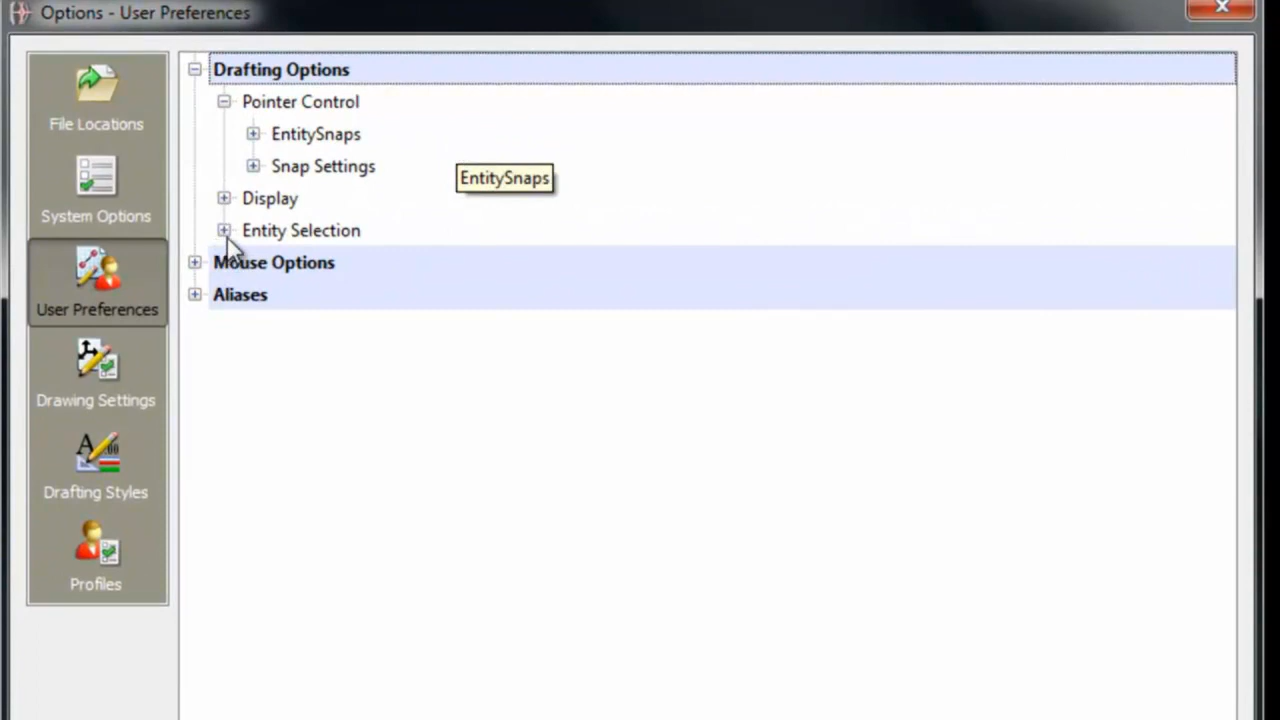 Options - User Preferences
File Locations
System Options
User Preferences
Drawing Settings
Drafting Styles
Profiles
Drafting Options
Pointer Control
EntitySnaps
Snap Settings
EntitySnaps
Display
Entity Selection
Mouse Options
Aliases